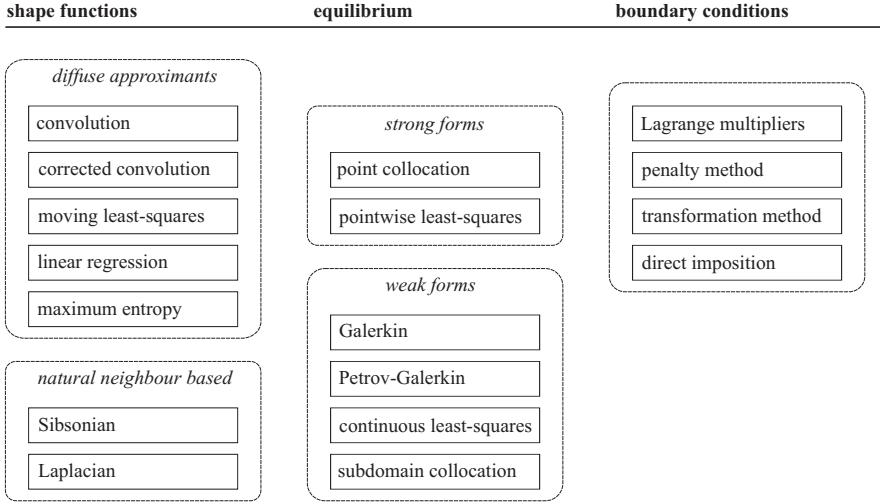 shape functions
equilibrium
boundary conditions
diffuse approximants
convolution
corrected convolution
moving least-squares
linear regression
maximum entropy
natural neighbour based
Sibsonian
Laplacian
strong forms
point collocation
pointwise least-squares
weak forms
Galerkin
Petrov-Galerkin
continuous least-squares
subdomain collocation
Lagrange multipliers
penalty method
transformation method
direct imposition